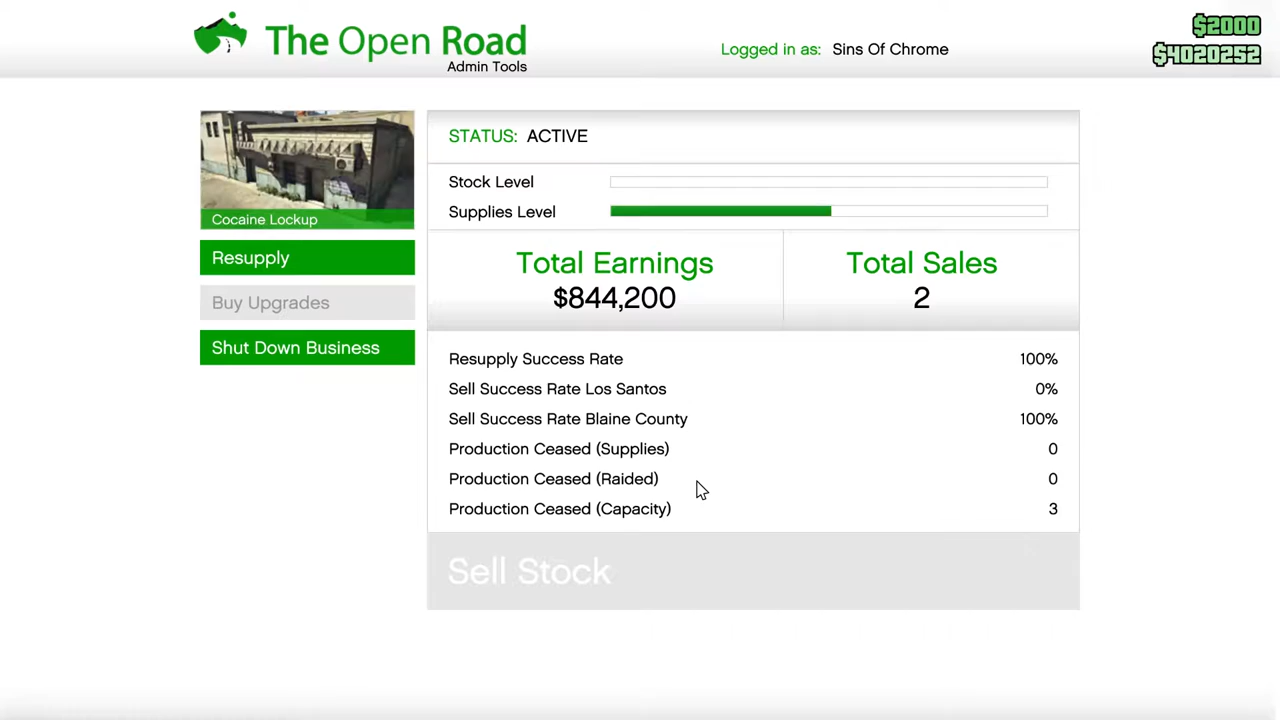 The Open Road
Admin Tools
Logged in as: Sins Of Chrome
$2000
$4020252
Cocaine Lockup
Resupply
Buy Upgrades
Shut Down Business
STATUS: ACTIVE
Stock Level
Supplies Level
Total Earnings
$844,200
Total Sales
2
Resupply Success Rate 100%
Sell Success Rate Los Santos 0%
Sell Success Rate Blaine County 100%
Production Ceased (Supplies) 0
Production Ceased (Raided) 0
Production Ceased (Capacity) 3
Sell Stock